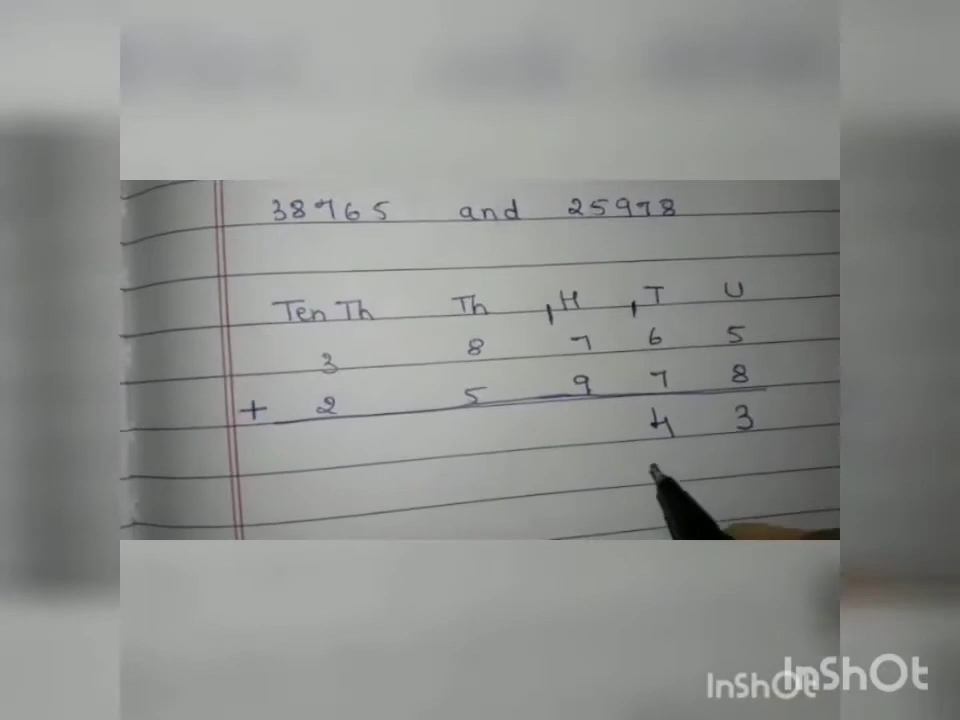 38765 and 25978
Ten Th Th H T U
3 8 7 6 5
+ 2 5 9 7 8
4 3
InShOt
InShOt